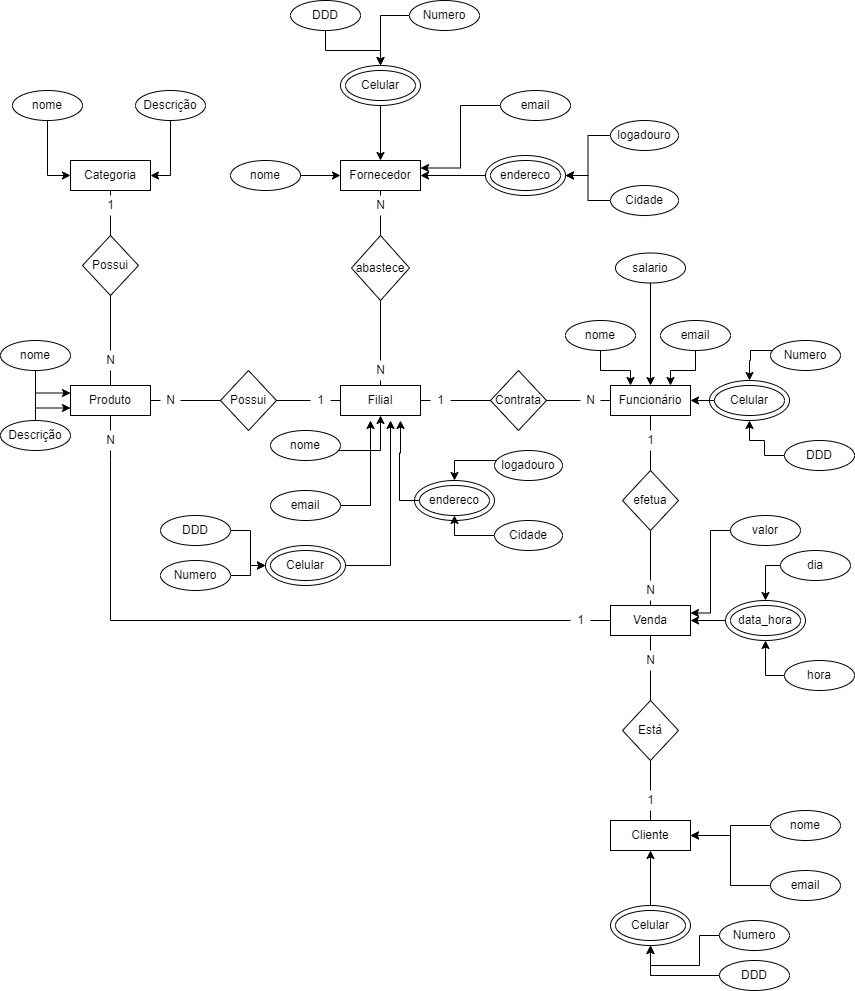 DDD
Numero
Celular
nome
Descrição
email
logadouro
Categoria
nome
Fornecedor
endereco
Cidade
1
N
Possui
abastece
salario
nome
email
nome
N
N
Numero
Produto
N
Possui
1
Filial
1
Contrata
N
Funcionário
Celular
Descrição
N
nome
1
DDD
logadouro
email
endereco
efetua
DDD
Cidade
valor
Celular
dia
Numero
N
1
Venda
data_hora
N
hora
Está
1
Cliente
nome
email
Celular
Numero
DDD